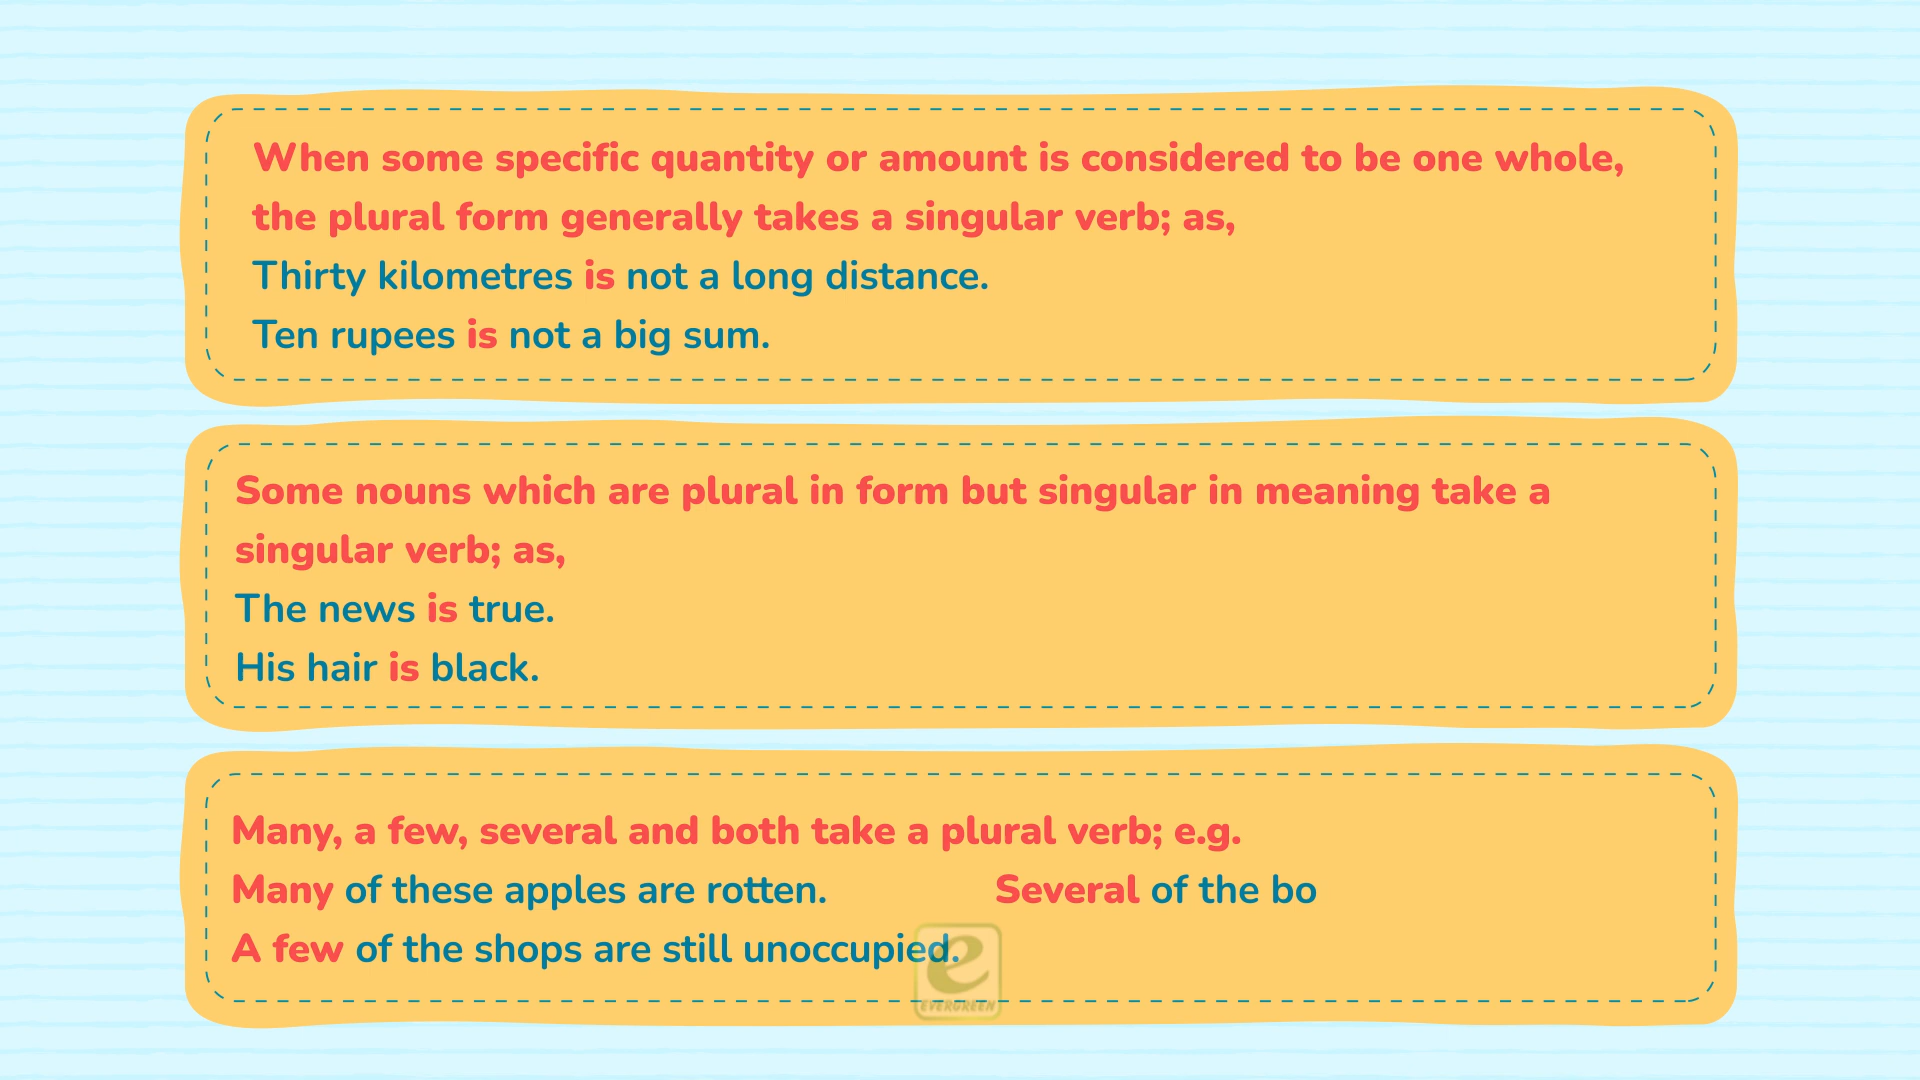 When some specific quantity or amount is considered to be one whole,
the plural form generally takes a singular verb; as,
Thirty kilometres is not a long distance.
Ten rupees is not a big sum.
Some nouns which are plural in form but singular in meaning take a
singular verb; as,
The news is true.
His hair is black.
Many, a few, several and both take a plural verb; e.g.
Many of these apples are rotten. Several of the bo
A few of the shops are still unoccupied.
e
EVERGREEN